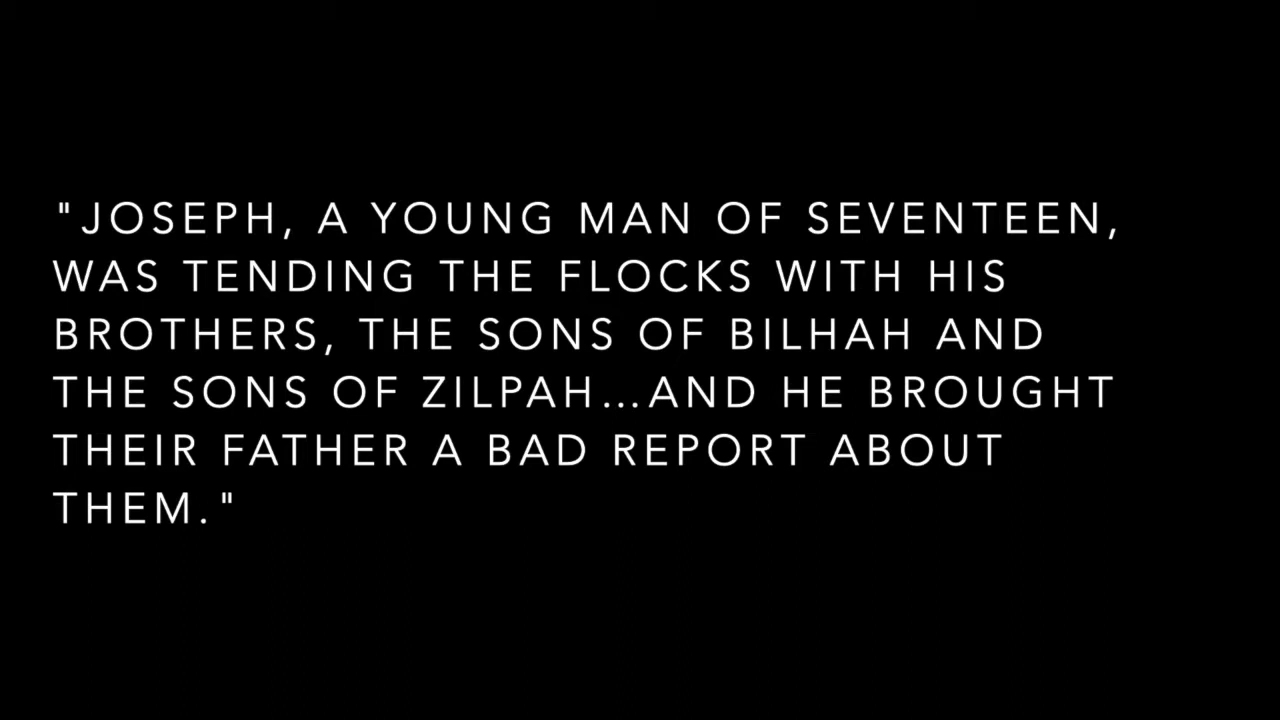 "JOSEPH, A YOUNG MAN OF SEVENTEEN,
WAS TENDING THE FLOCKS WITH HIS
BROTHERS, THE SONS OF BILHAH AND
THE SONS OF ZILPAH...AND HE BROUGHT
THEIR FATHER A BAD REPORT ABOUT
THEM."